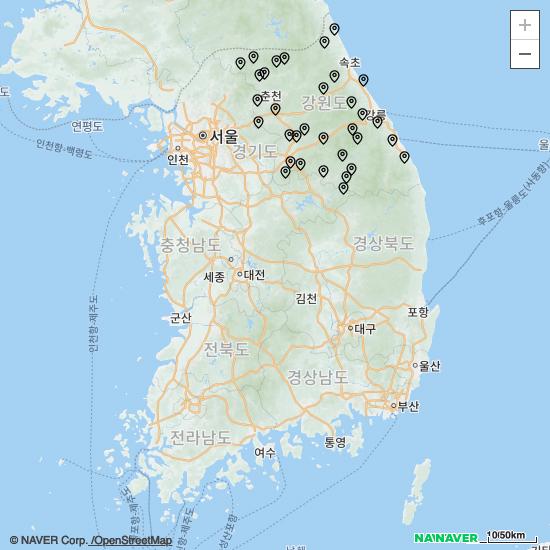 +
−
속초
춘천
강원도
강릉
연평도
서울
인천항-백령도
인천
경기도
울
후포항-울릉도(사동항)
충청남도
경상북도
세종
대전
인천항-제주도
김천
군산
포항
대구
전라북도
경상남도
울산
부산
전라남도
통영
여수
© NAVER Corp. /OpenStreetMap
NAVER
10/50km